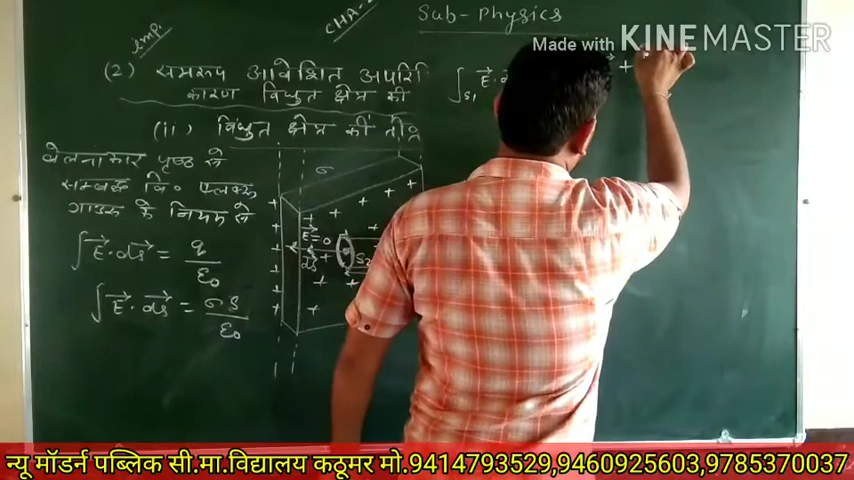 Sub-Physics
CHA-
imp.
Made with KINEMASTER
(2) समरूप आवेशित अपरि
कारण विधुत क्षेत्र की
(ii) विधुत क्षेत्र की तीव्र
बेलनाकार पृष्ठ से
सम्बद्ध वि० फ्लक्स
गाउस के नियम से
∫E⃗·ds⃗ = q/ε₀
∫E⃗·ds⃗ = σs/ε₀
σ
E⃗=0
ds⃗
S₂
∫s₁ E⃗·d
+
न्यू मॉडर्न पब्लिक सी.मा.विद्यालय कठूमर मो.9414793529,9460925603,9785370037